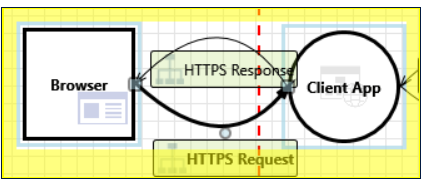 HTTPS Response
Browser
Client App
HTTPS Request